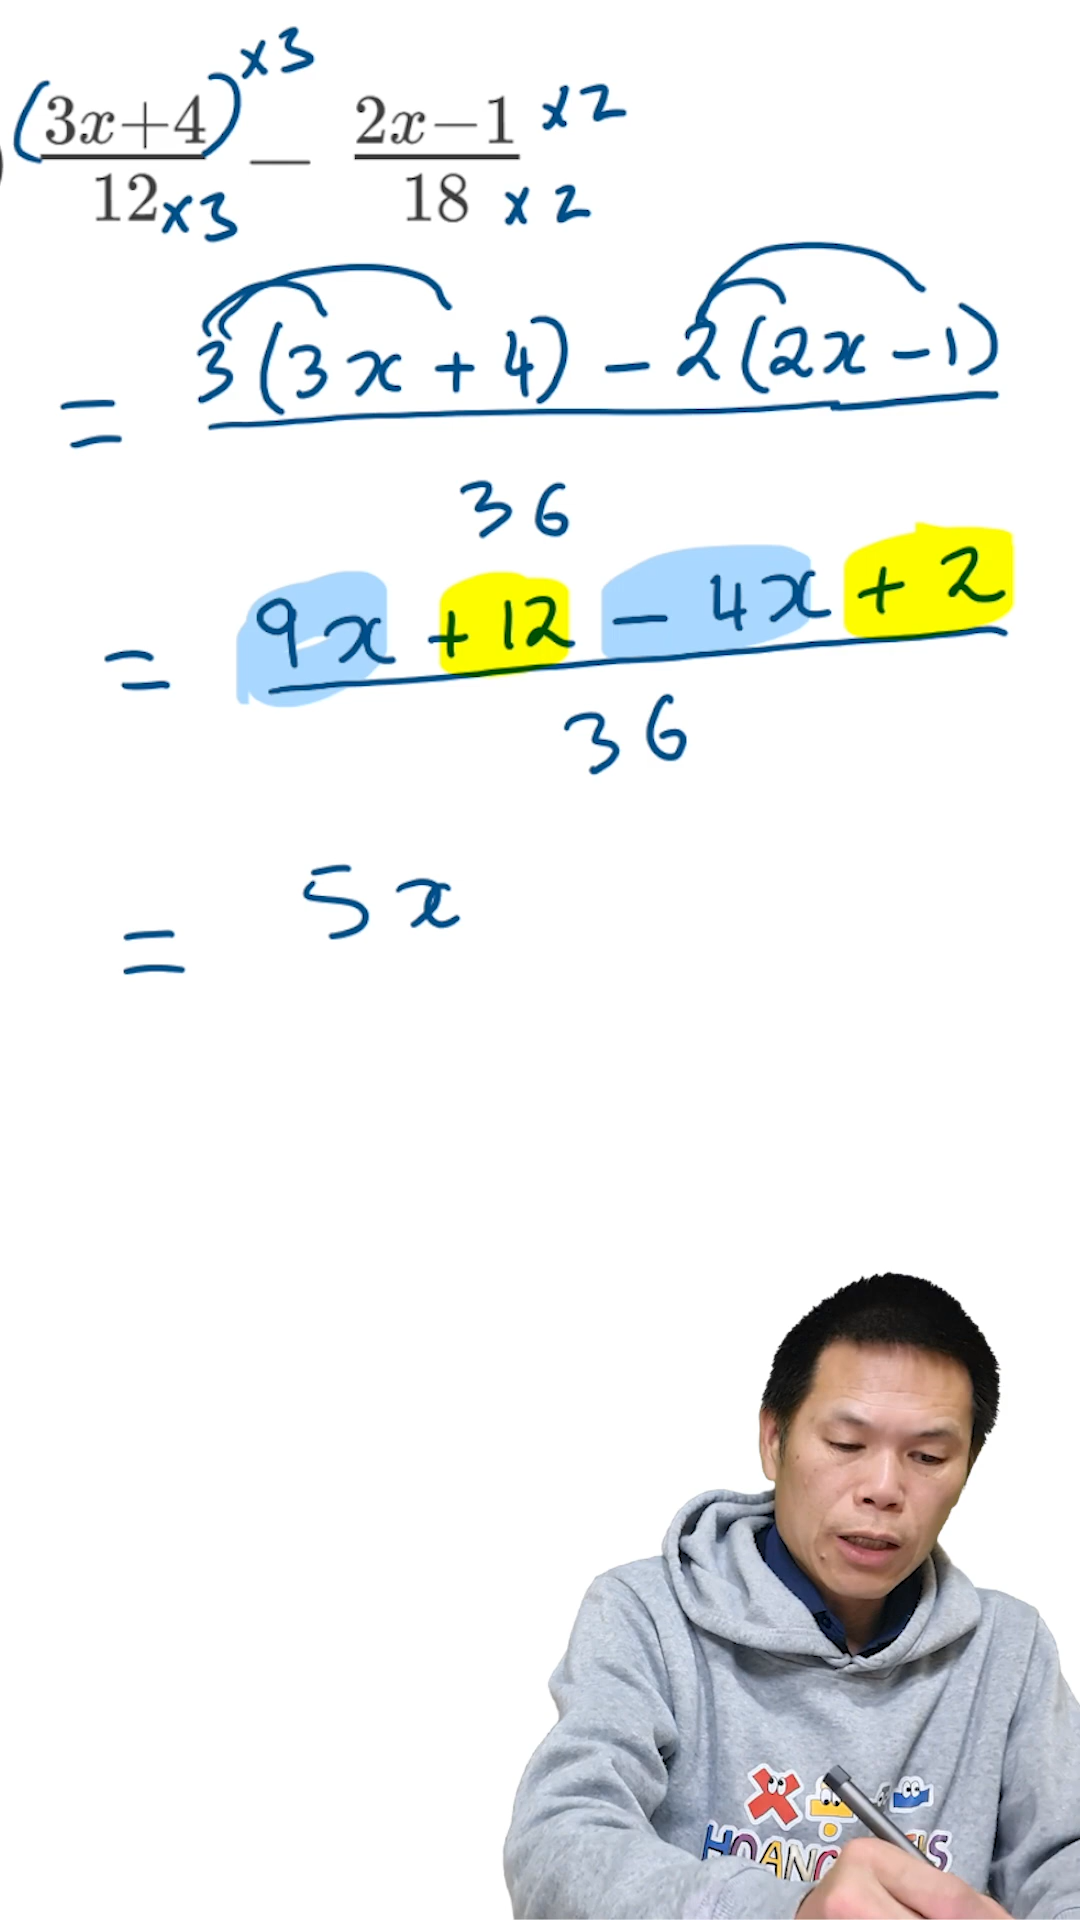 (3x+4) ×3 − 2x−1 ×2
12 ×3 18 ×2
= 3(3x + 4) − 2(2x − 1)
36
= 9x + 12 − 4x + 2
36
= 5x
HOANG